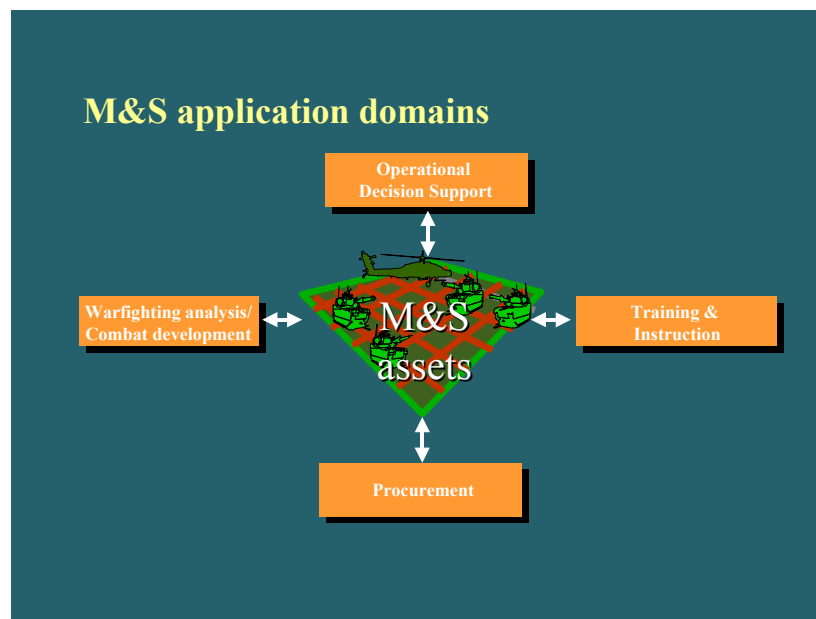 M&S application domains
Operational
Decision Support
Warfighting analysis/
Combat development
M&S
assets
Training &
Instruction
Procurement